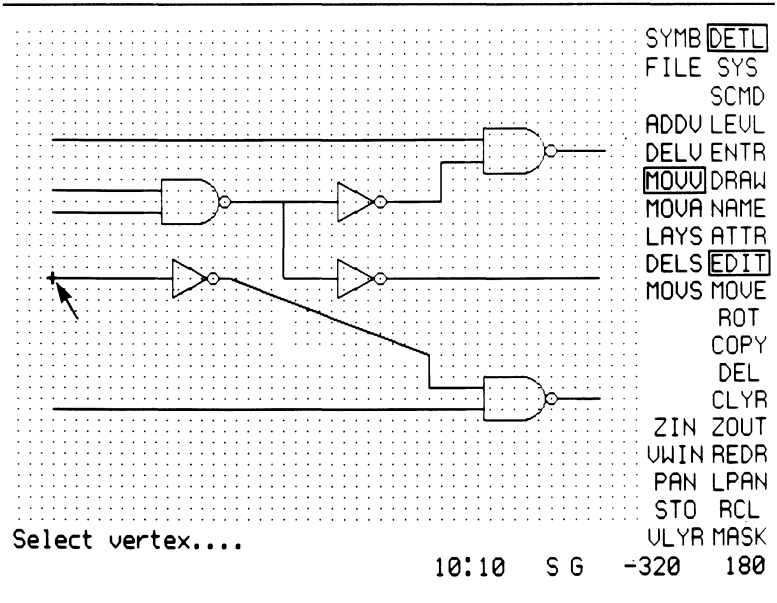 SYMB DETL
FILE SYS
SCMD
ADDV LEVL
DELV ENTR
MOVV DRAW
MOVA NAME
LAYS ATTR
DELS EDIT
MOVS MOVE
ROT
COPY
DEL
CLYR
ZIN ZOUT
VWIN REDR
PAN LPAN
STO RCL
Select vertex.... VLYR MASK
10:10 S G -320 180